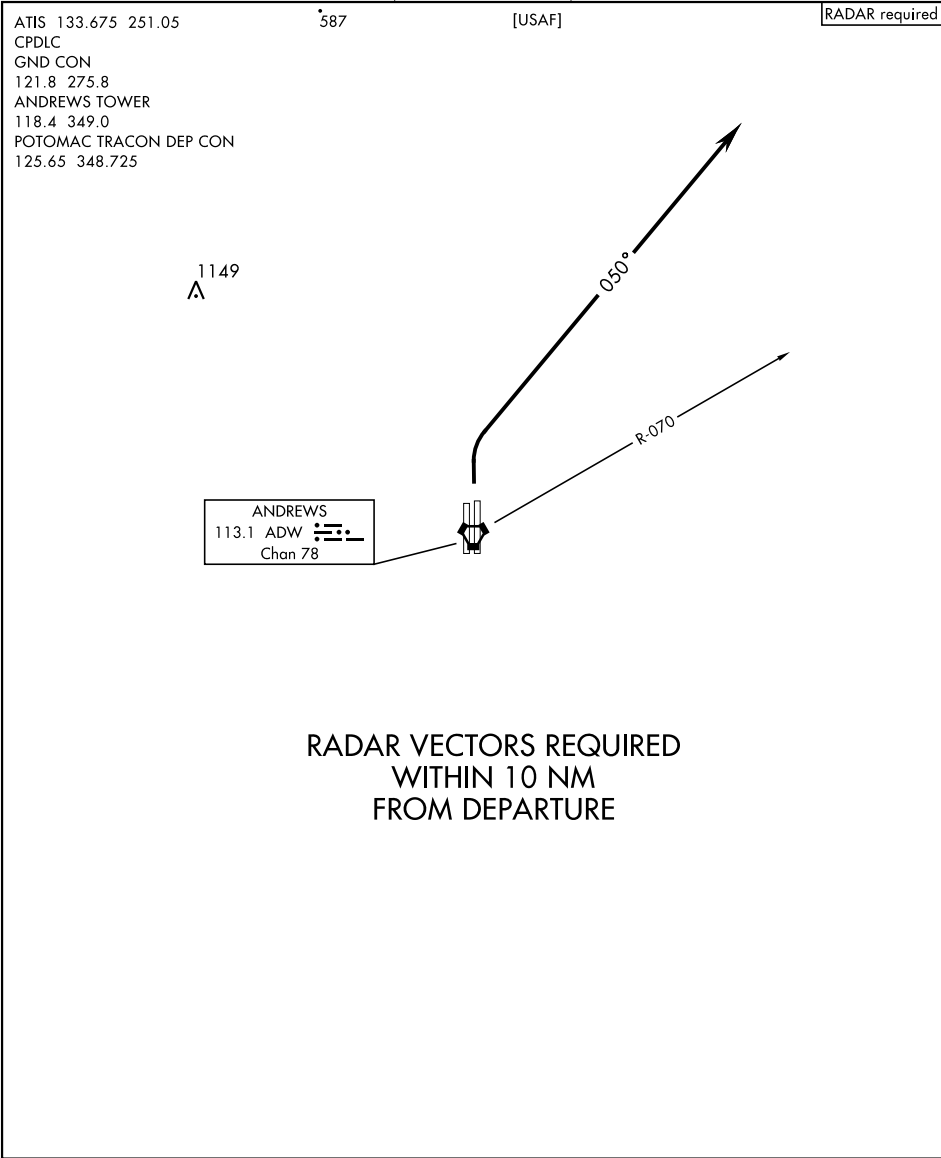 ATIS 133.675 251.05
CPDLC
GND CON
121.8 275.8
ANDREWS TOWER
118.4 349.0
POTOMAC TRACON DEP CON
125.65 348.725
587
[USAF]
RADAR required
1149
050°
R-070
ANDREWS
113.1 ADW
Chan 78
RADAR VECTORS REQUIRED
WITHIN 10 NM
FROM DEPARTURE